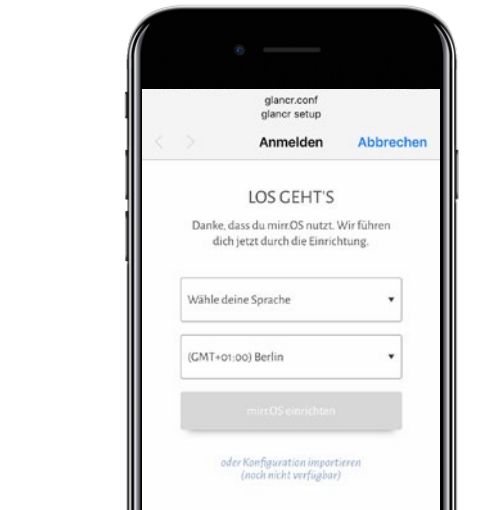 glancr.conf
glancr setup
Anmelden Abbrechen
LOS GEHT'S
Danke, dass du mirr.OS nutzt. Wir führen
dich jetzt durch die Einrichtung.
Wähle deine Sprache
(GMT+01:00) Berlin
mirr.OS einrichten
oder Konfiguration importieren
(noch nicht verfügbar)